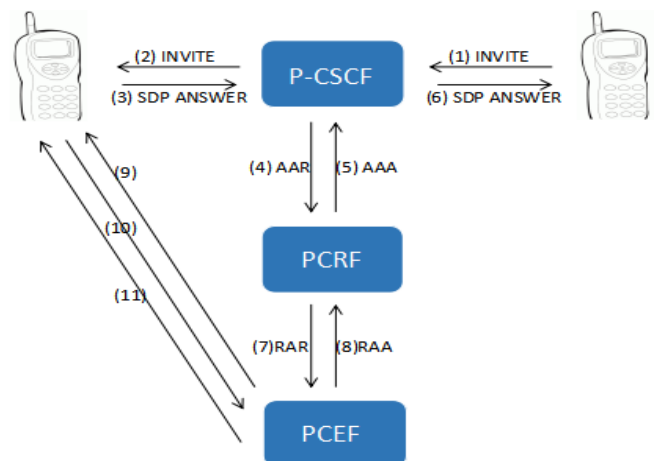 (2) INVITE
(1) INVITE
P-CSCF
(3) SDP ANSWER
(6) SDP ANSWER
(4) AAR
(5) AAA
(9)
(10)
PCRF
(11)
(7)RAR
(8)RAA
PCEF